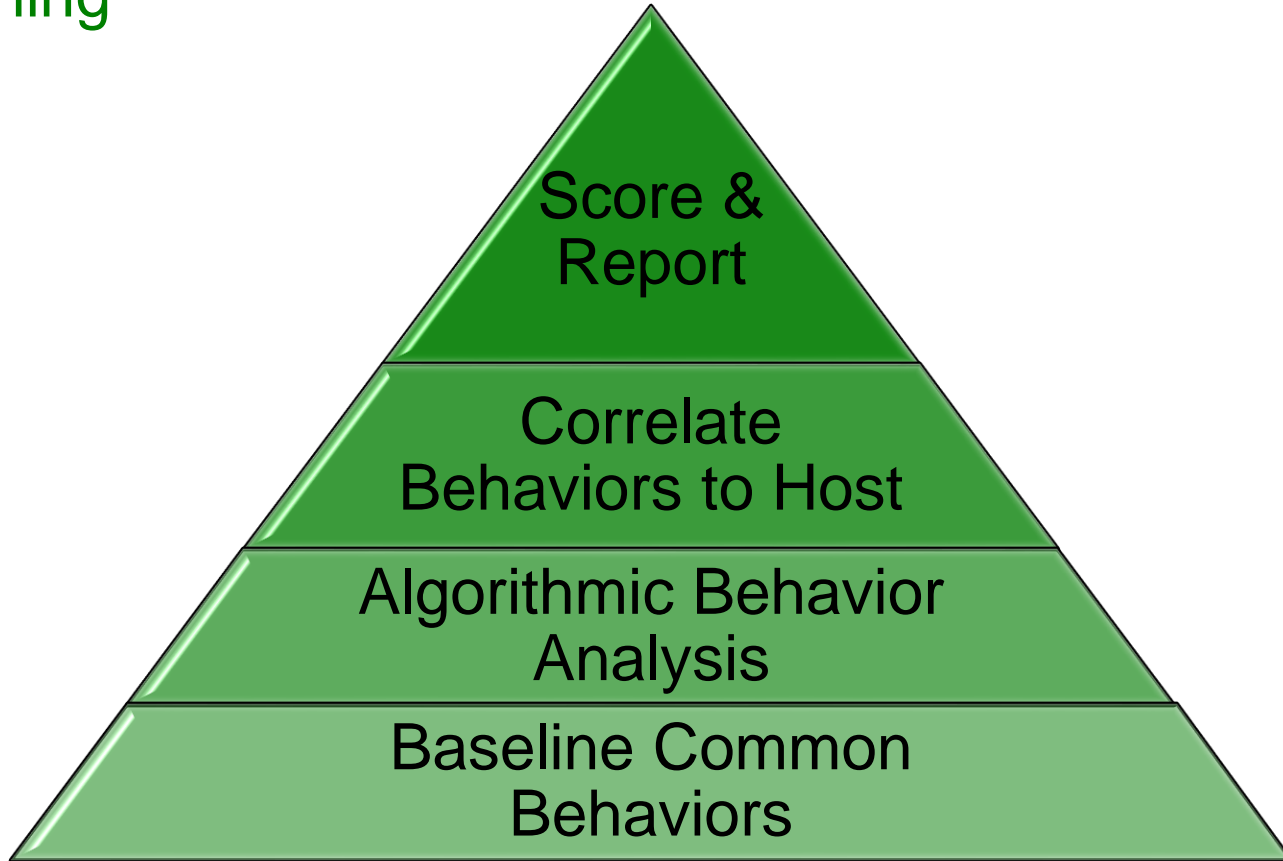 Score &
Report
Correlate
Behaviors to Host
Algorithmic Behavior
Analysis
Baseline Common
Behaviors